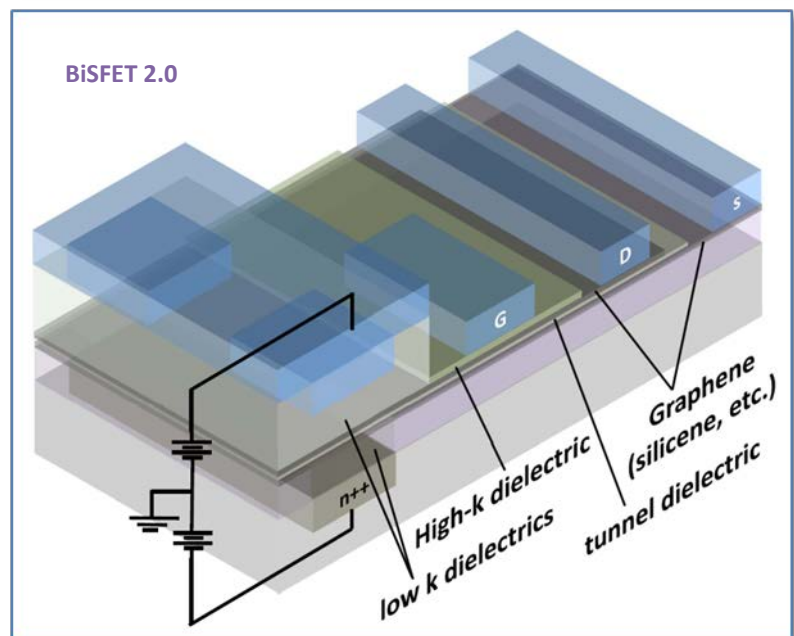 BiSFET 2.0
S
D
G
Graphene
(silicene, etc.)
tunnel dielectric
High-k dielectric
n++
low k dielectrics